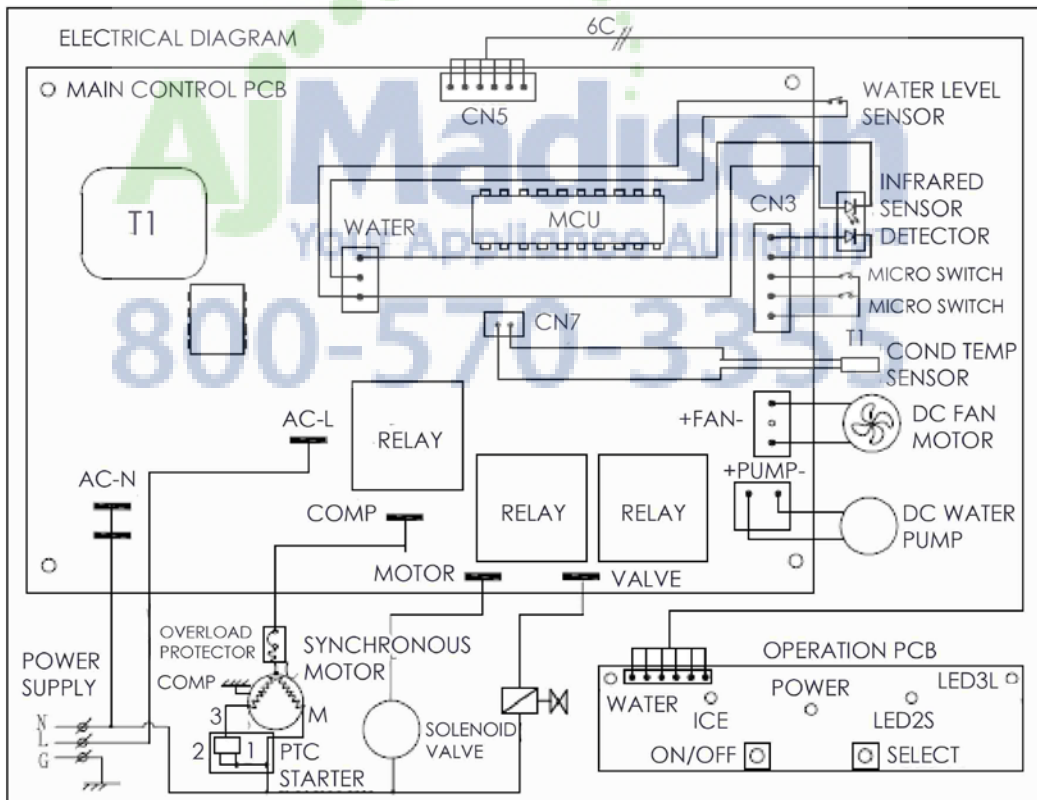 ELECTRICAL DIAGRAM
6C
MAIN CONTROL PCB
CN5
WATER LEVEL
SENSOR
AjMadison
Your Appliance Authority
800-570-3355
T1
MCU
CN3
INFRARED
SENSOR
DETECTOR
WATER
MICRO SWITCH
MICRO SWITCH
CN7
T1
COND TEMP
SENSOR
AC-L
RELAY
+FAN-
DC FAN
MOTOR
AC-N
+PUMP-
COMP
RELAY
RELAY
DC WATER
PUMP
MOTOR
VALVE
OVERLOAD
PROTECTOR
SYNCHRONOUS
MOTOR
POWER
SUPPLY
COMP
3
M
N
L
G
2
1
PTC
STARTER
SOLENOID
VALVE
OPERATION PCB
WATER
ICE
POWER
LED2S
LED3L
ON/OFF
SELECT